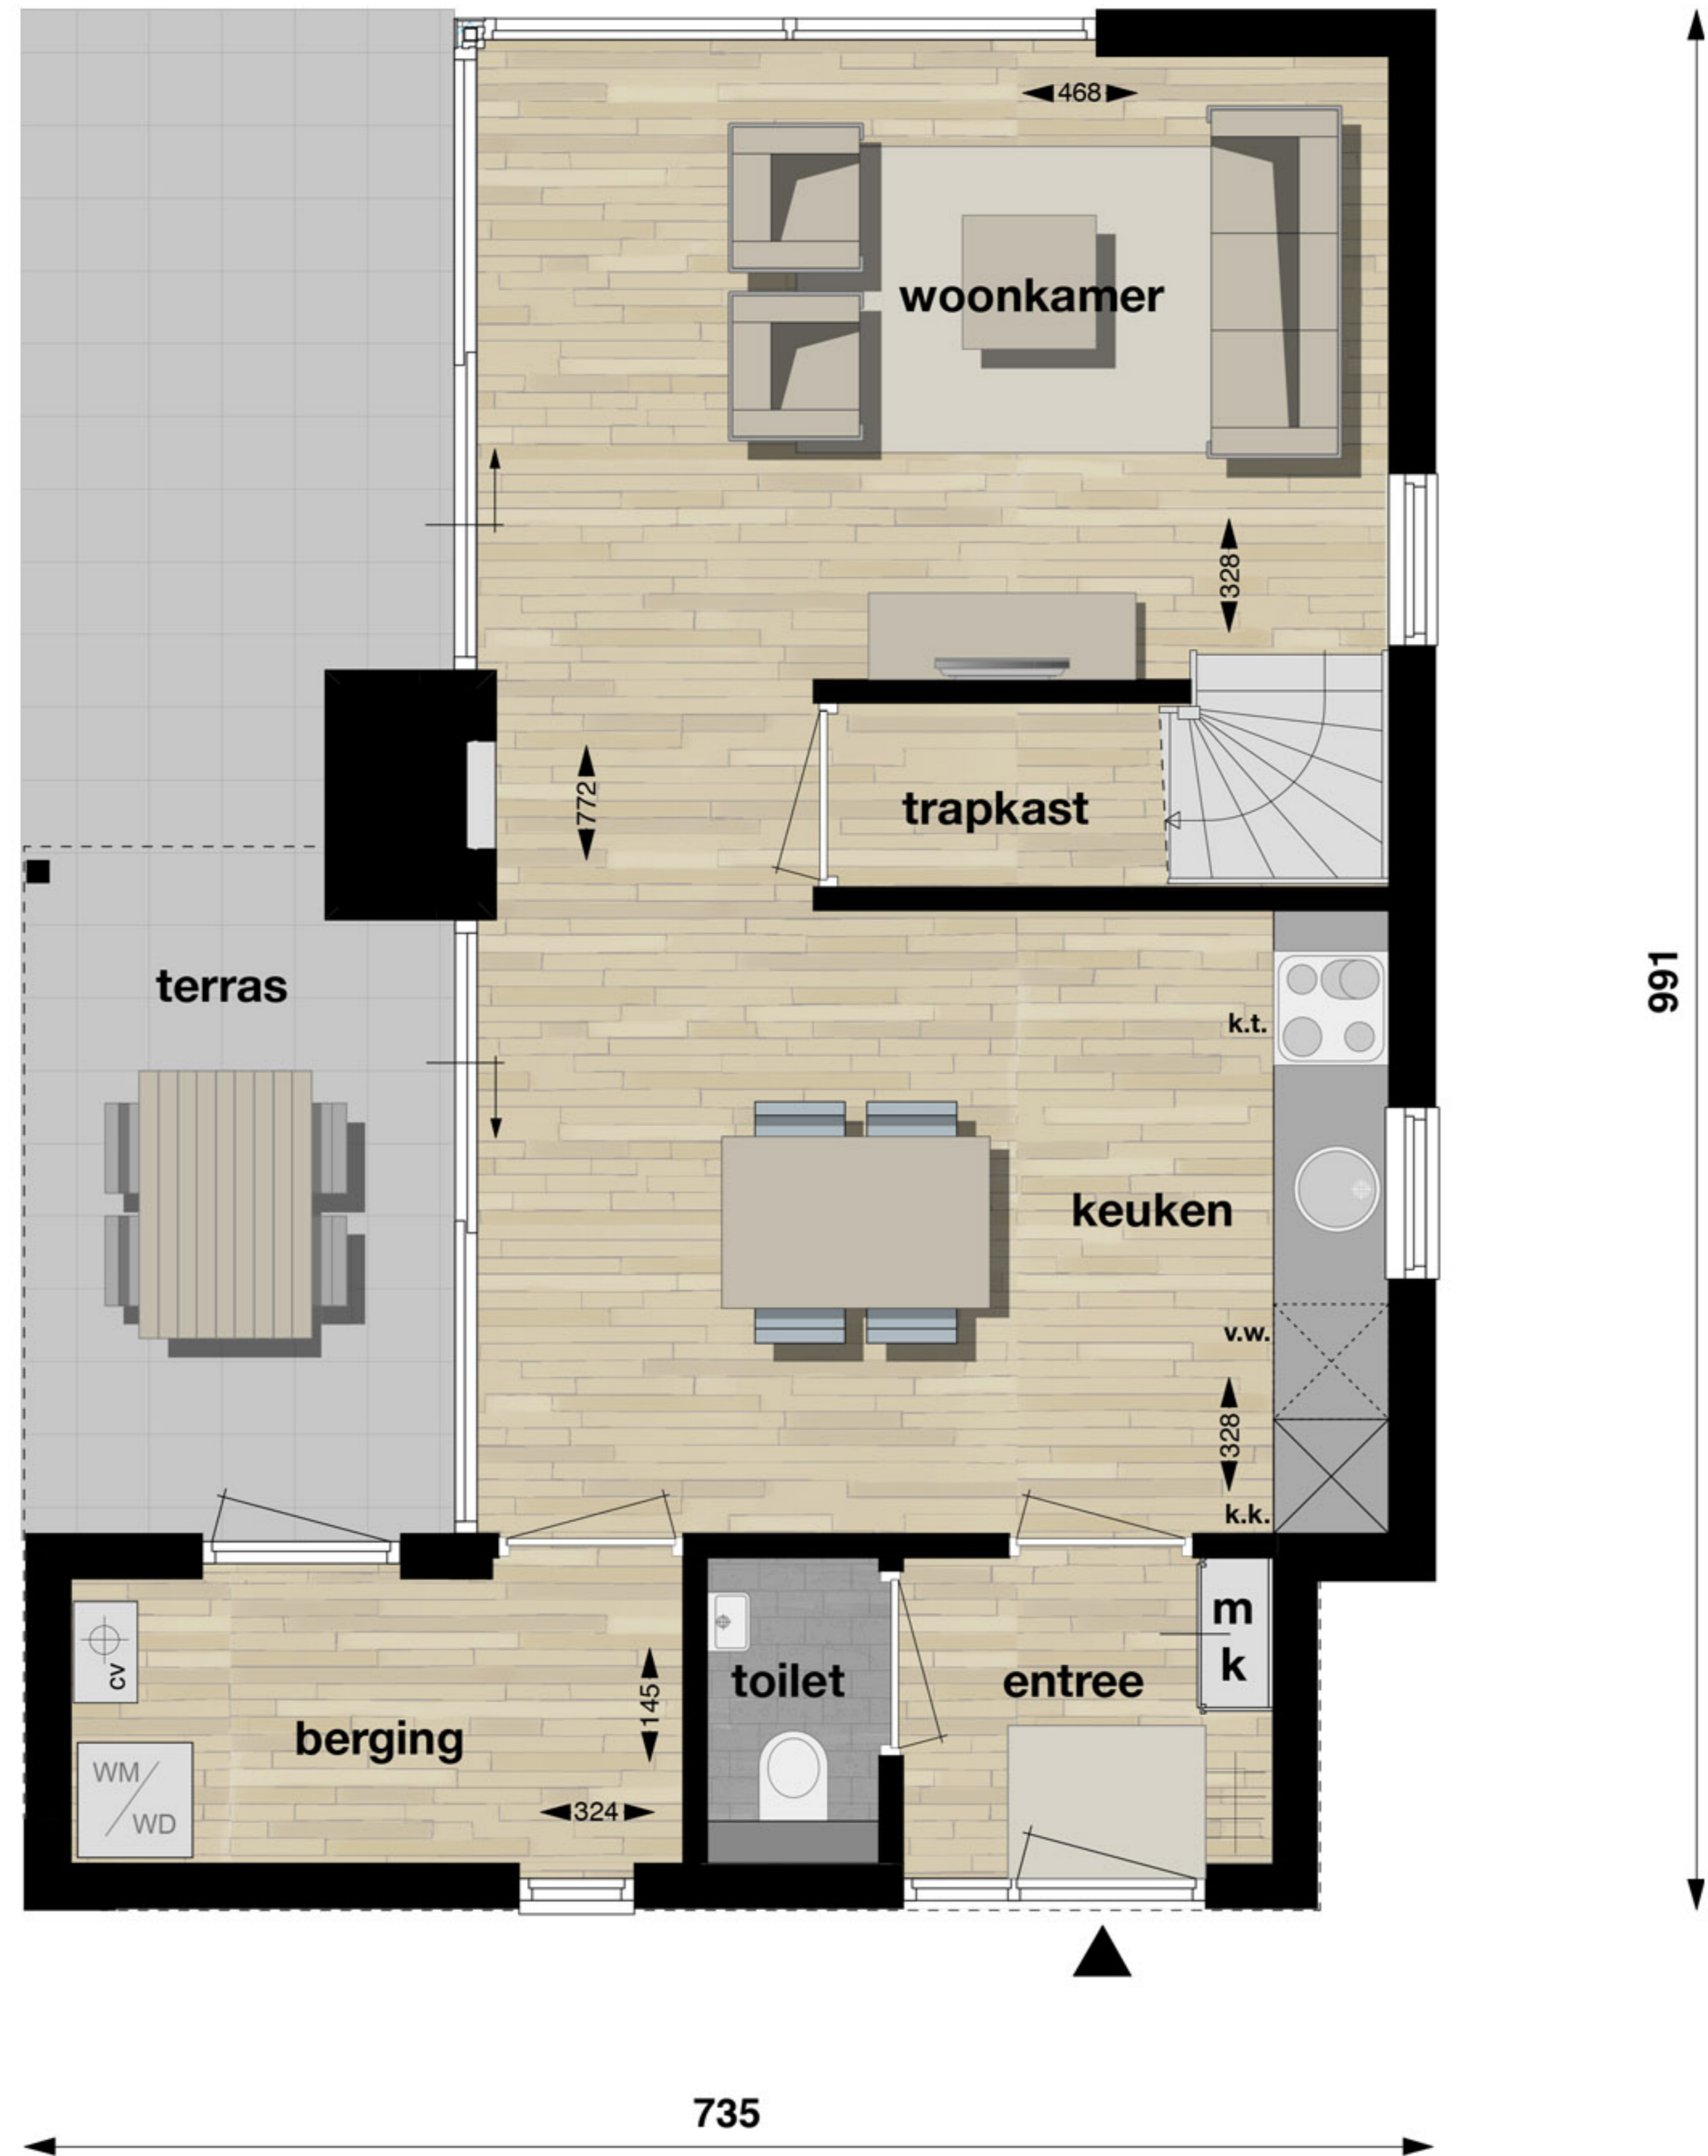 468
woonkamer
328
772
trapkast
terras
k.t.
991
keuken
v.w.
328
k.k.
m
k
cv
toilet
entree
145
berging
WM
WD
324
735